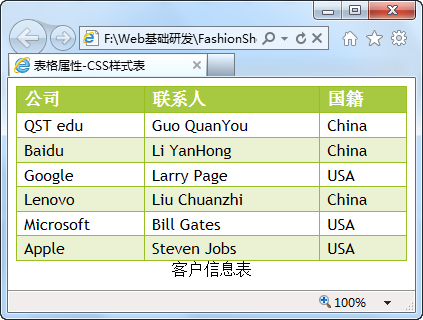 F:\Web基础研发\FashionSh
表格属性-CSS样式表
公司 联系人 国籍
QST edu Guo QuanYou China
Baidu Li YanHong China
Google Larry Page USA
Lenovo Liu Chuanzhi China
Microsoft Bill Gates USA
Apple Steven Jobs USA
客户信息表
100%